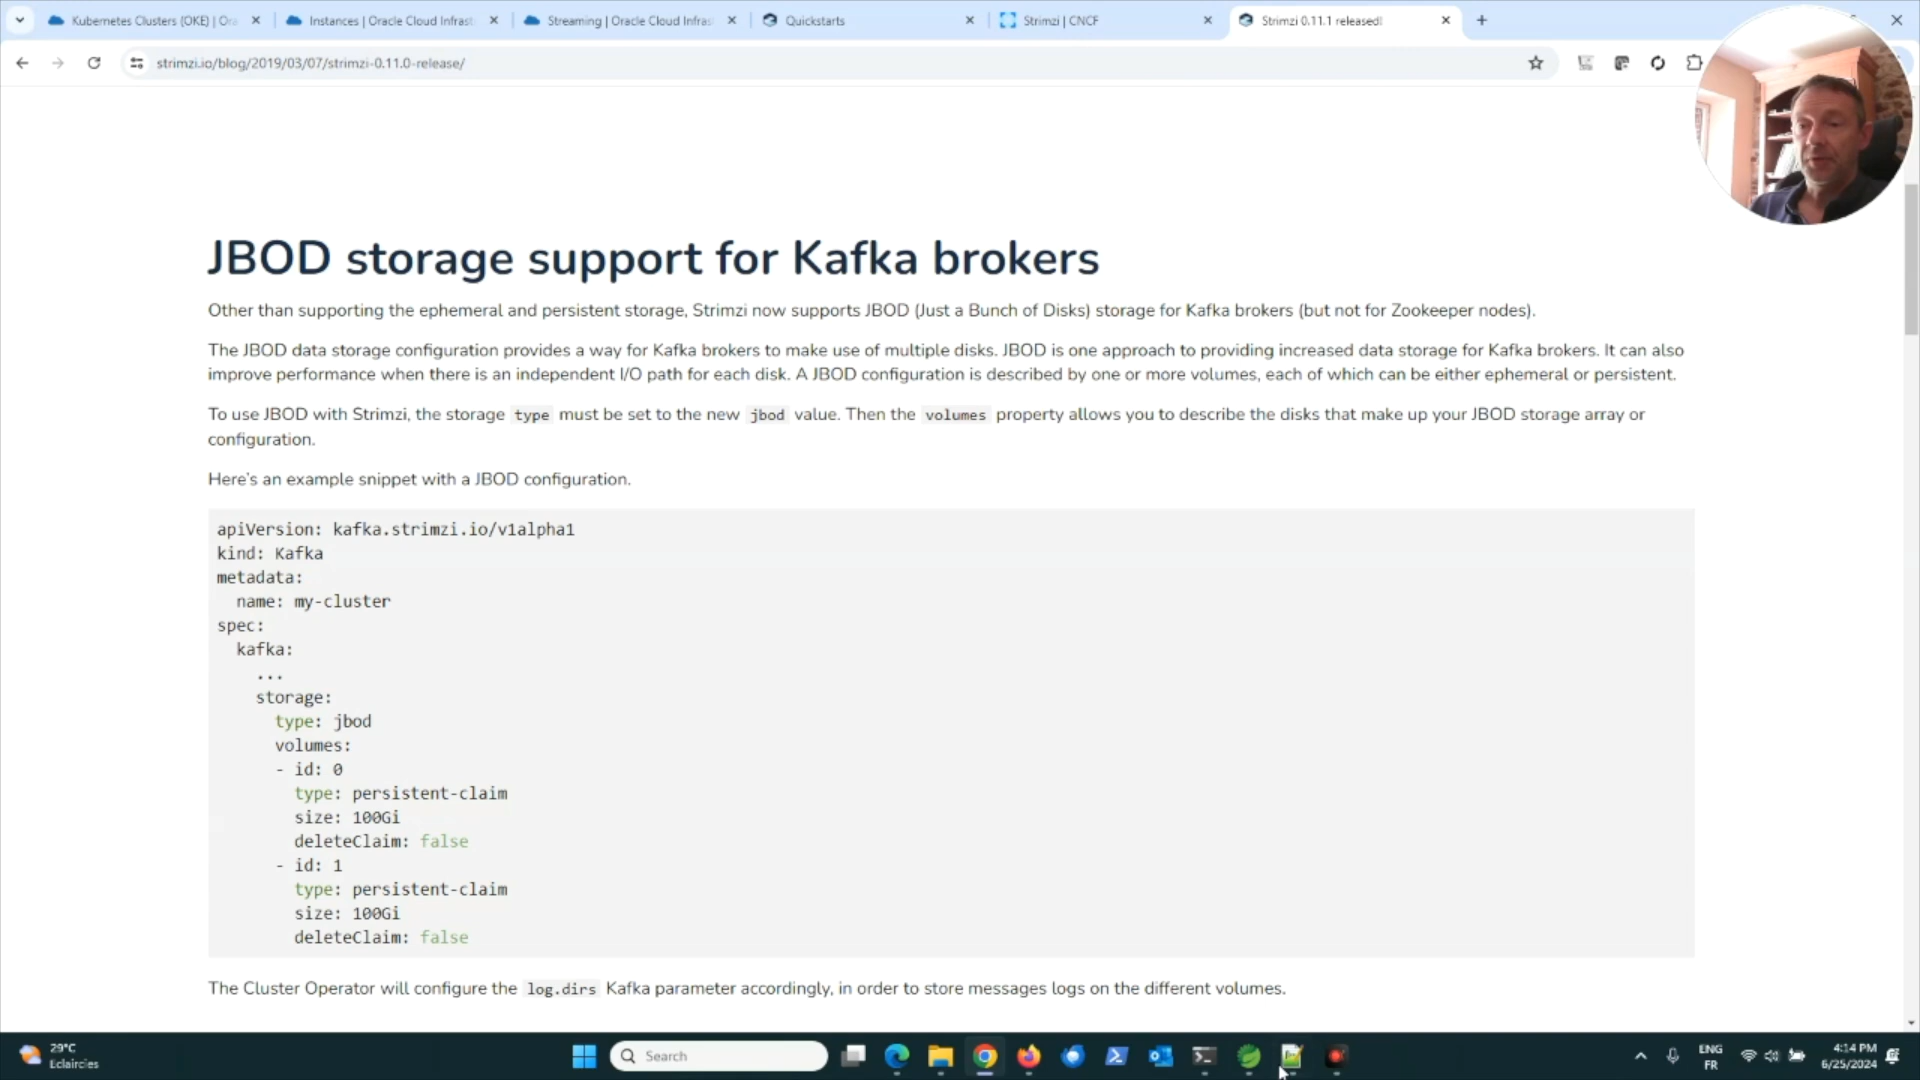 Kubernetes Clusters (OKE) | Ora
Instances | Oracle Cloud Infrast
Streaming | Oracle Cloud Infras
Quickstarts
Strimzi | CNCF
Strimzi 0.11.1 released!
strimzi.io/blog/2019/03/07/strimzi-0.11.0-release/
JBOD storage support for Kafka brokers
Other than supporting the ephemeral and persistent storage, Strimzi now supports JBOD (Just a Bunch of Disks) storage for Kafka brokers (but not for Zookeeper nodes).
The JBOD data storage configuration provides a way for Kafka brokers to make use of multiple disks. JBOD is one approach to providing increased data storage for Kafka brokers. It can also
improve performance when there is an independent I/O path for each disk. A JBOD configuration is described by one or more volumes, each of which can be either ephemeral or persistent.
To use JBOD with Strimzi, the storage type must be set to the new jbod value. Then the volumes property allows you to describe the disks that make up your JBOD storage array or
configuration.
Here's an example snippet with a JBOD configuration.
apiVersion: kafka.strimzi.io/v1alpha1
kind: Kafka
metadata:
  name: my-cluster
spec:
  kafka:
    ...
    storage:
      type: jbod
      volumes:
      - id: 0
        type: persistent-claim
        size: 100Gi
        deleteClaim: false
      - id: 1
        type: persistent-claim
        size: 100Gi
        deleteClaim: false
The Cluster Operator will configure the log.dirs Kafka parameter accordingly, in order to store messages logs on the different volumes.
29°C
Eclaircies
Search
ENG
FR
4:14 PM
6/25/2024